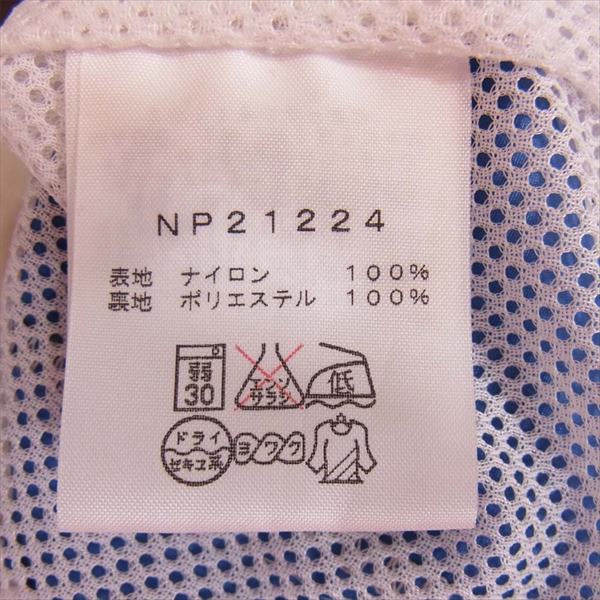 NP21224
表地 ナイロン 100%
裏地 ポリエステル 100%
弱 30 エンソ サラシ 低
ドライ セキユ系 ヨワク